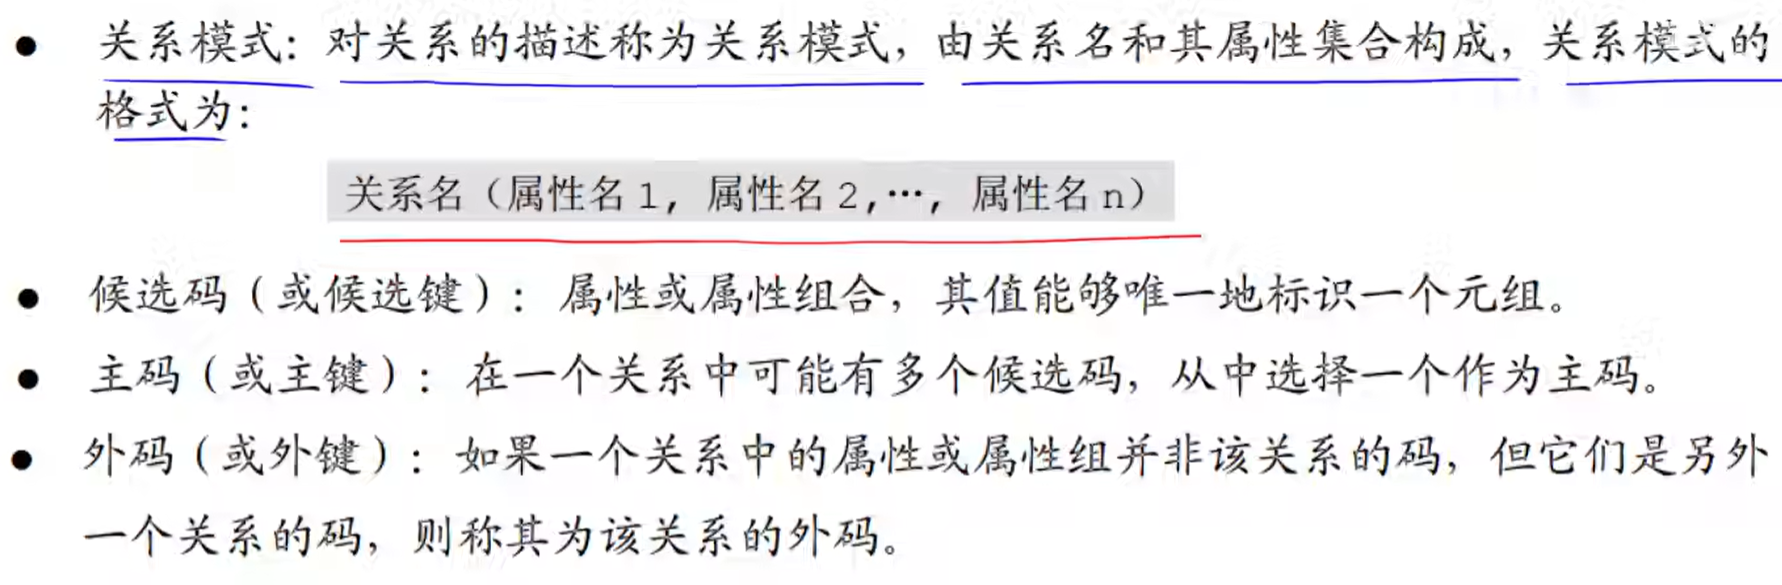 ● 关系模式：对关系的描述称为关系模式，由关系名和其属性集合构成，关系模式的
格式为：
关系名（属性名1，属性名2,…，属性名n）
● 候选码（或候选键）：属性或属性组合，其值能够唯一地标识一个元组。
● 主码（或主键）：在一个关系中可能有多个候选码，从中选择一个作为主码。
● 外码（或外键）：如果一个关系中的属性或属性组并非该关系的码，但它们是另外
一个关系的码，则称其为该关系的外码。